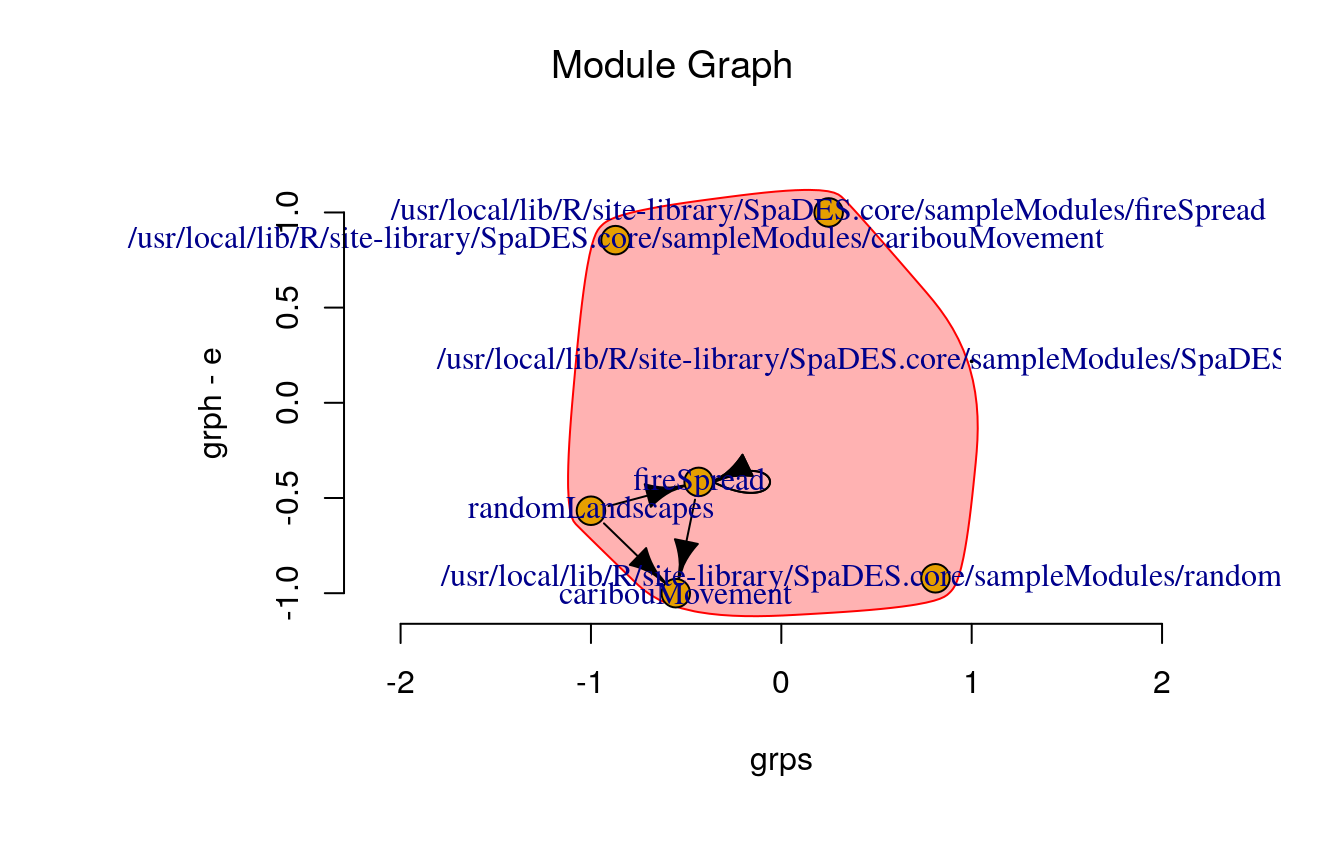 Module Graph
/usr/local/lib/R/site-library/SpaDES.core/sampleModules/fireSpread
/usr/local/lib/R/site-library/SpaDES.core/sampleModules/caribouMovement
/usr/local/lib/R/site-library/SpaDES.core/sampleModules/SpaDES
fireSpread
randomLandscapes
/usr/local/lib/R/site-library/SpaDES.core/sampleModules/random
caribouMovement
1.0
0.5
0.0
-0.5
-1.0
grph - e
-2 -1 0 1 2
grps